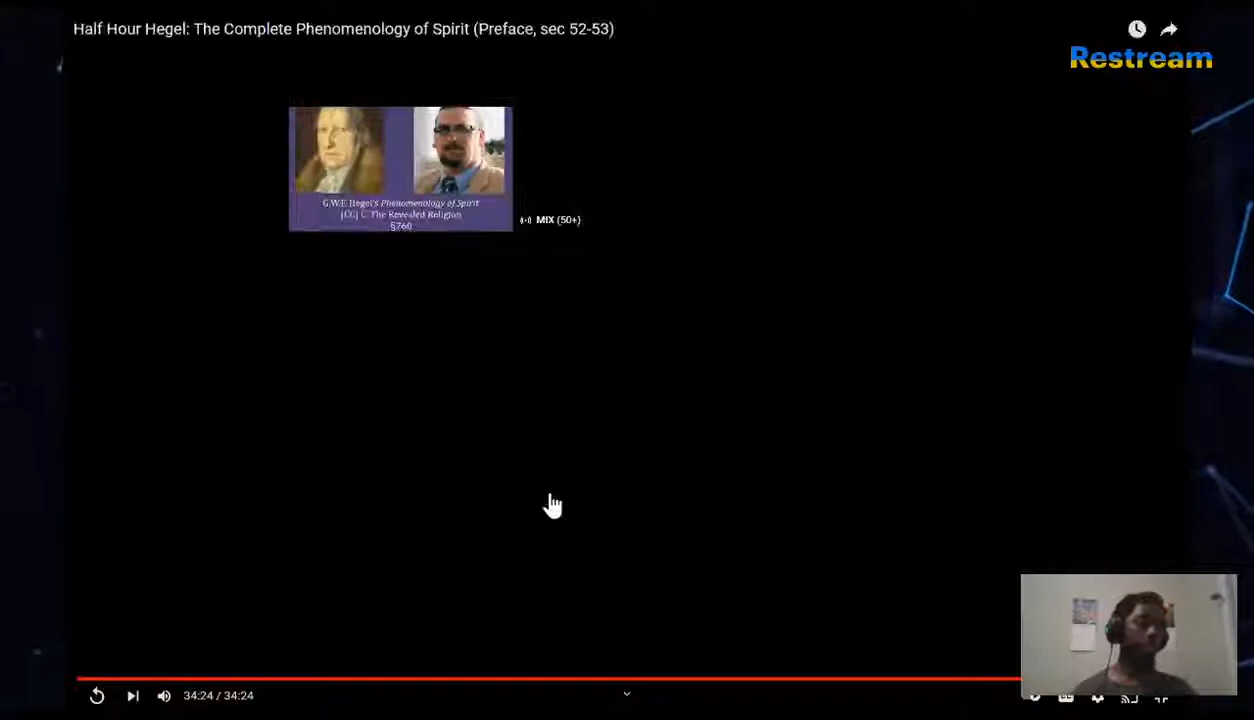 Half Hour Hegel: The Complete Phenomenology of Spirit (Preface, sec 52-53)
Restream
G.W.F. Hegel's Phenomenology of Spirit
[CC] C. The Revealed Religion
§760
MIX (50+)
34:24 / 34:24